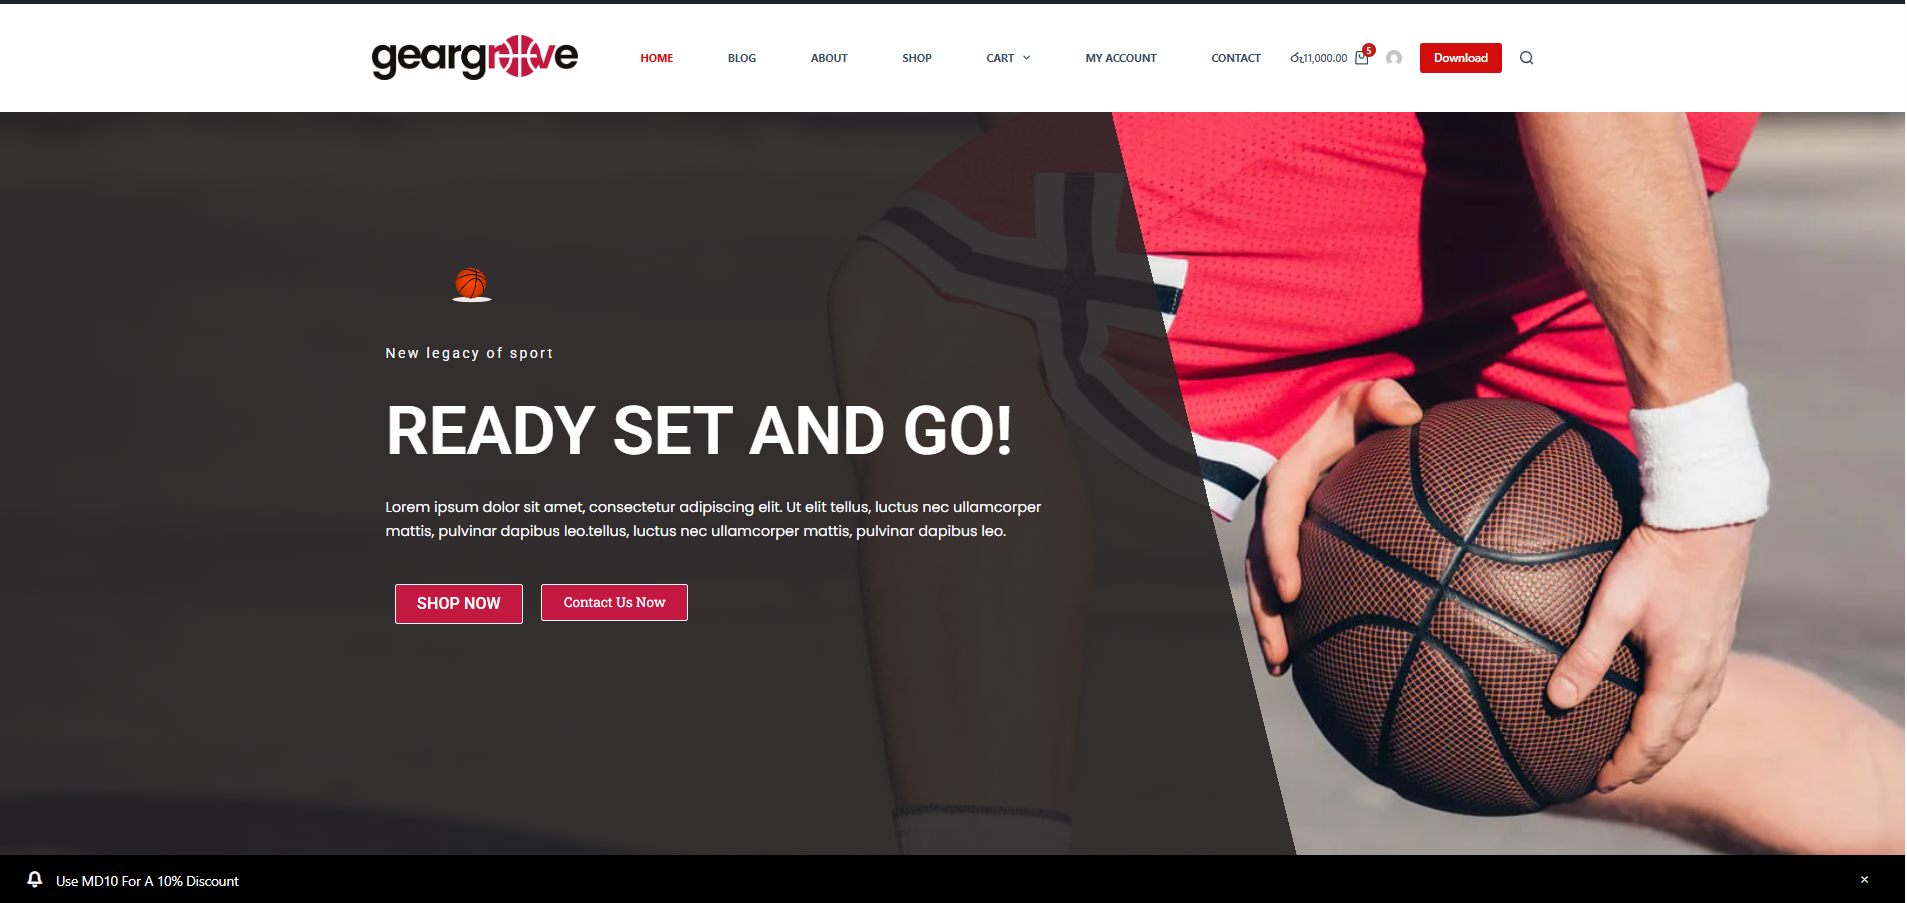 geargroove
HOME
BLOG
ABOUT
SHOP
CART
MY ACCOUNT
CONTACT
රු11,000.00
5
Download
New legacy of sport
READY SET AND GO!
Lorem ipsum dolor sit amet, consectetur adipiscing elit. Ut elit tellus, luctus nec ullamcorper
mattis, pulvinar dapibus leo.tellus, luctus nec ullamcorper mattis, pulvinar dapibus leo.
SHOP NOW
Contact Us Now
Use MD10 For A 10% Discount